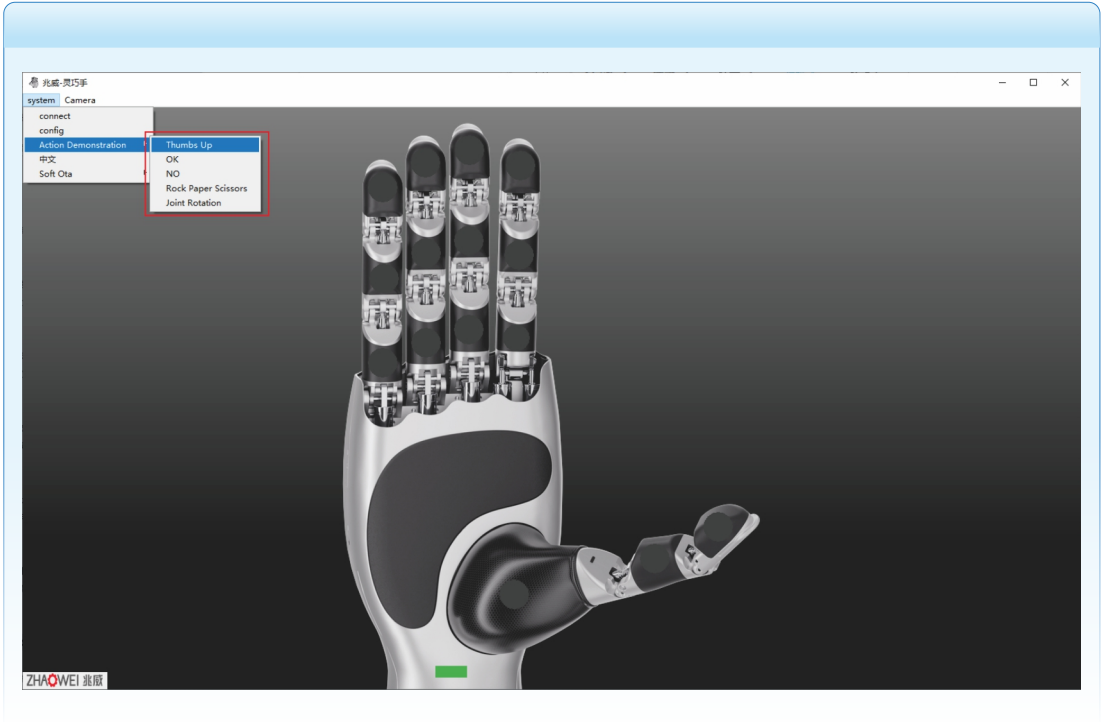 兆威-灵巧手
system Camera
connect
config
Action Demonstration
中文
Soft Ota
Thumbs Up
OK
NO
Rock Paper Scissors
Joint Rotation
ZHAOWEI 兆威